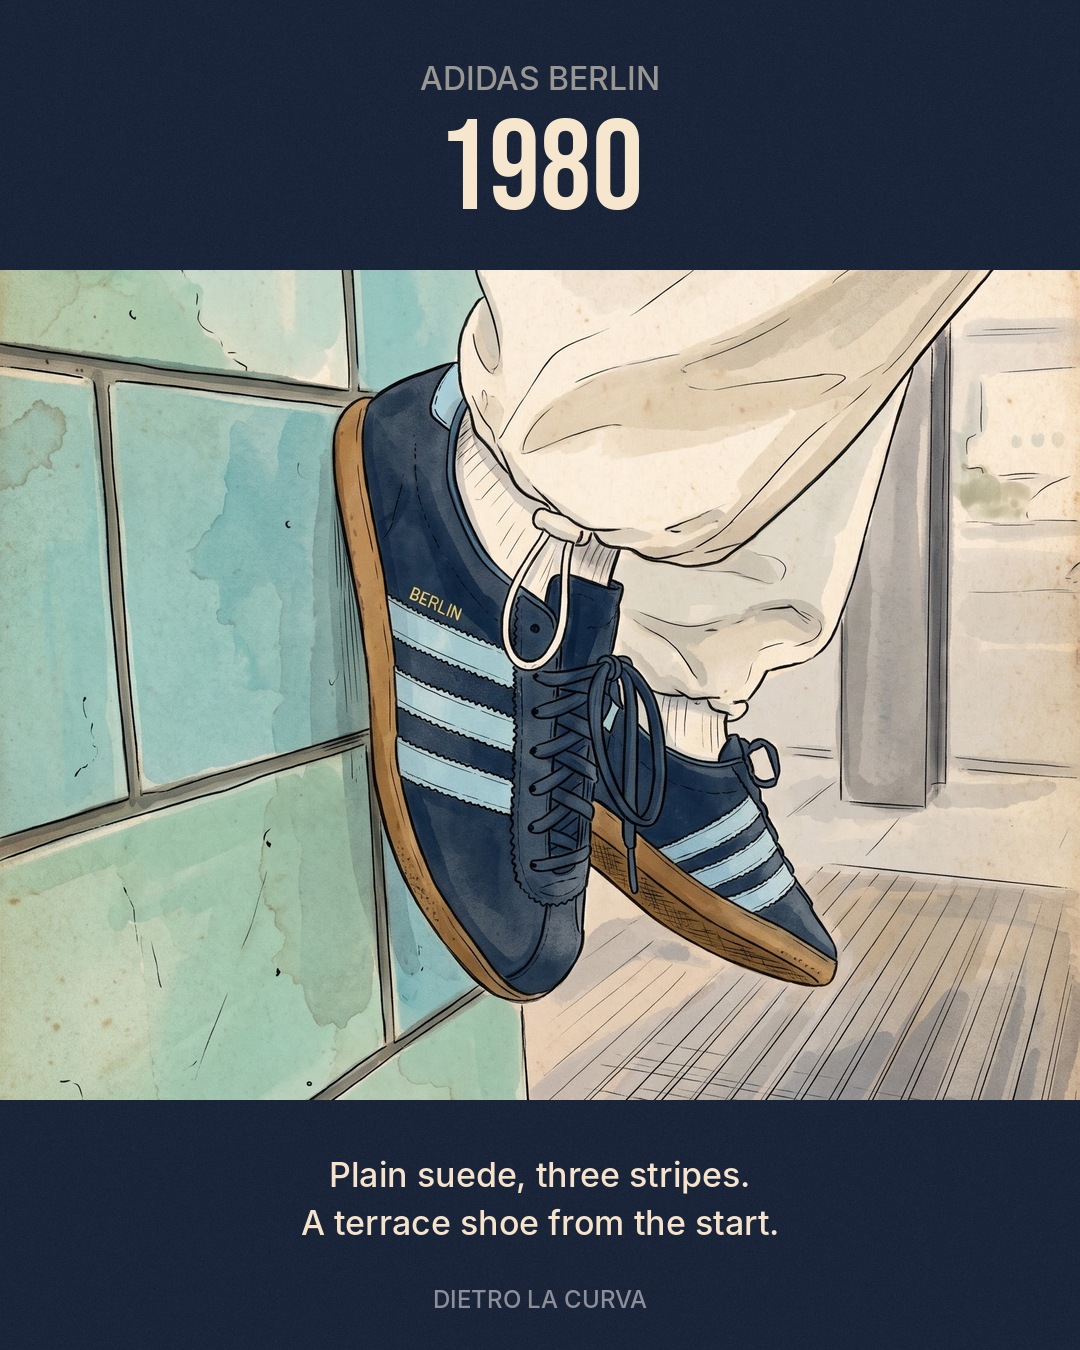 ADIDAS BERLIN
1980
BERLIN
Plain suede, three stripes.
A terrace shoe from the start.
DIETRO LA CURVA